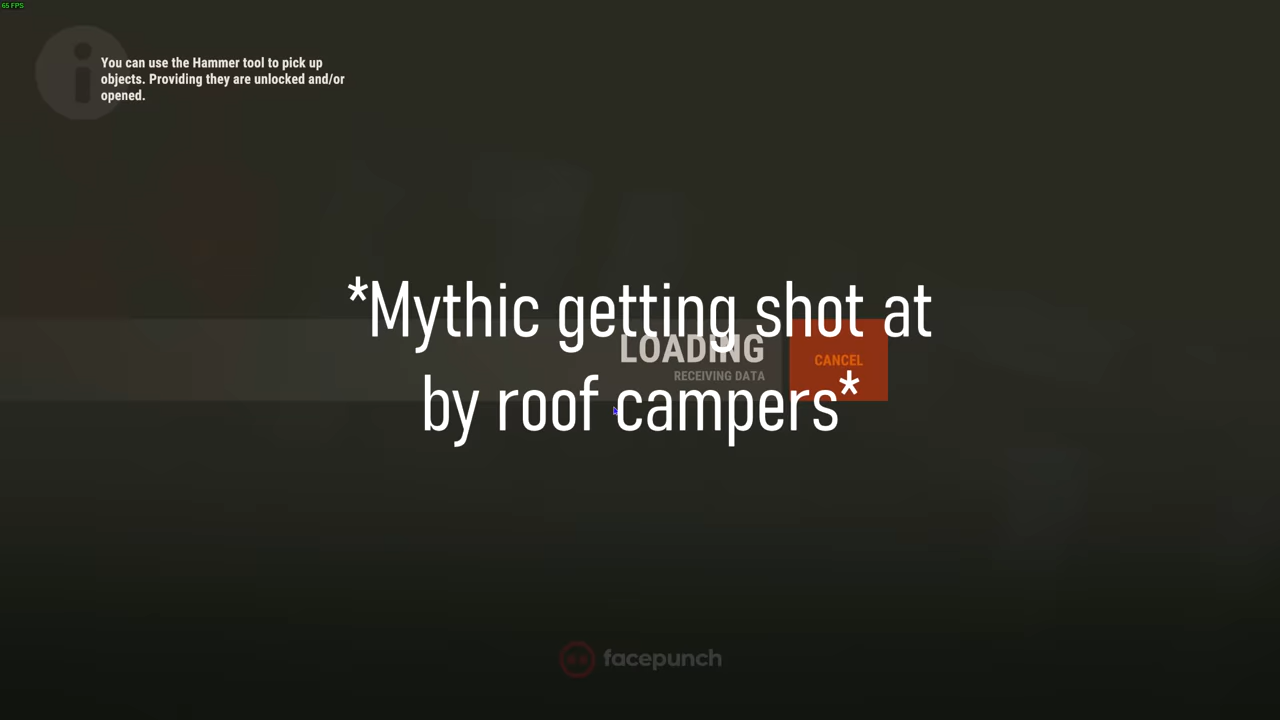 65 FPS
You can use the Hammer tool to pick up
objects. Providing they are unlocked and/or
opened.
*Mythic getting shot at
LOADING
CANCEL
RECEIVING DATA
by roof campers*
facepunch